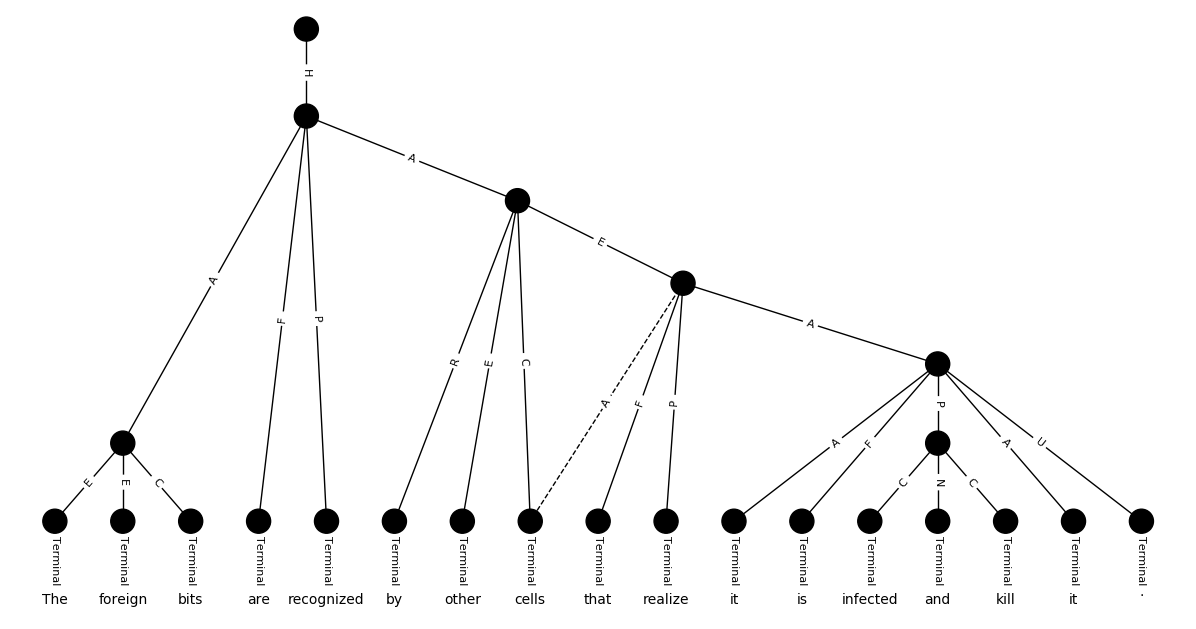 H
A
A
E
A
F
P
R
E
C
A
F
P
A
F
P
A
U
E
E
C
C
N
C
Terminal Terminal Terminal Terminal Terminal Terminal Terminal Terminal Terminal Terminal Terminal Terminal Terminal Terminal Terminal Terminal Terminal
The foreign bits are recognized by other cells that realize it is infected and kill it .